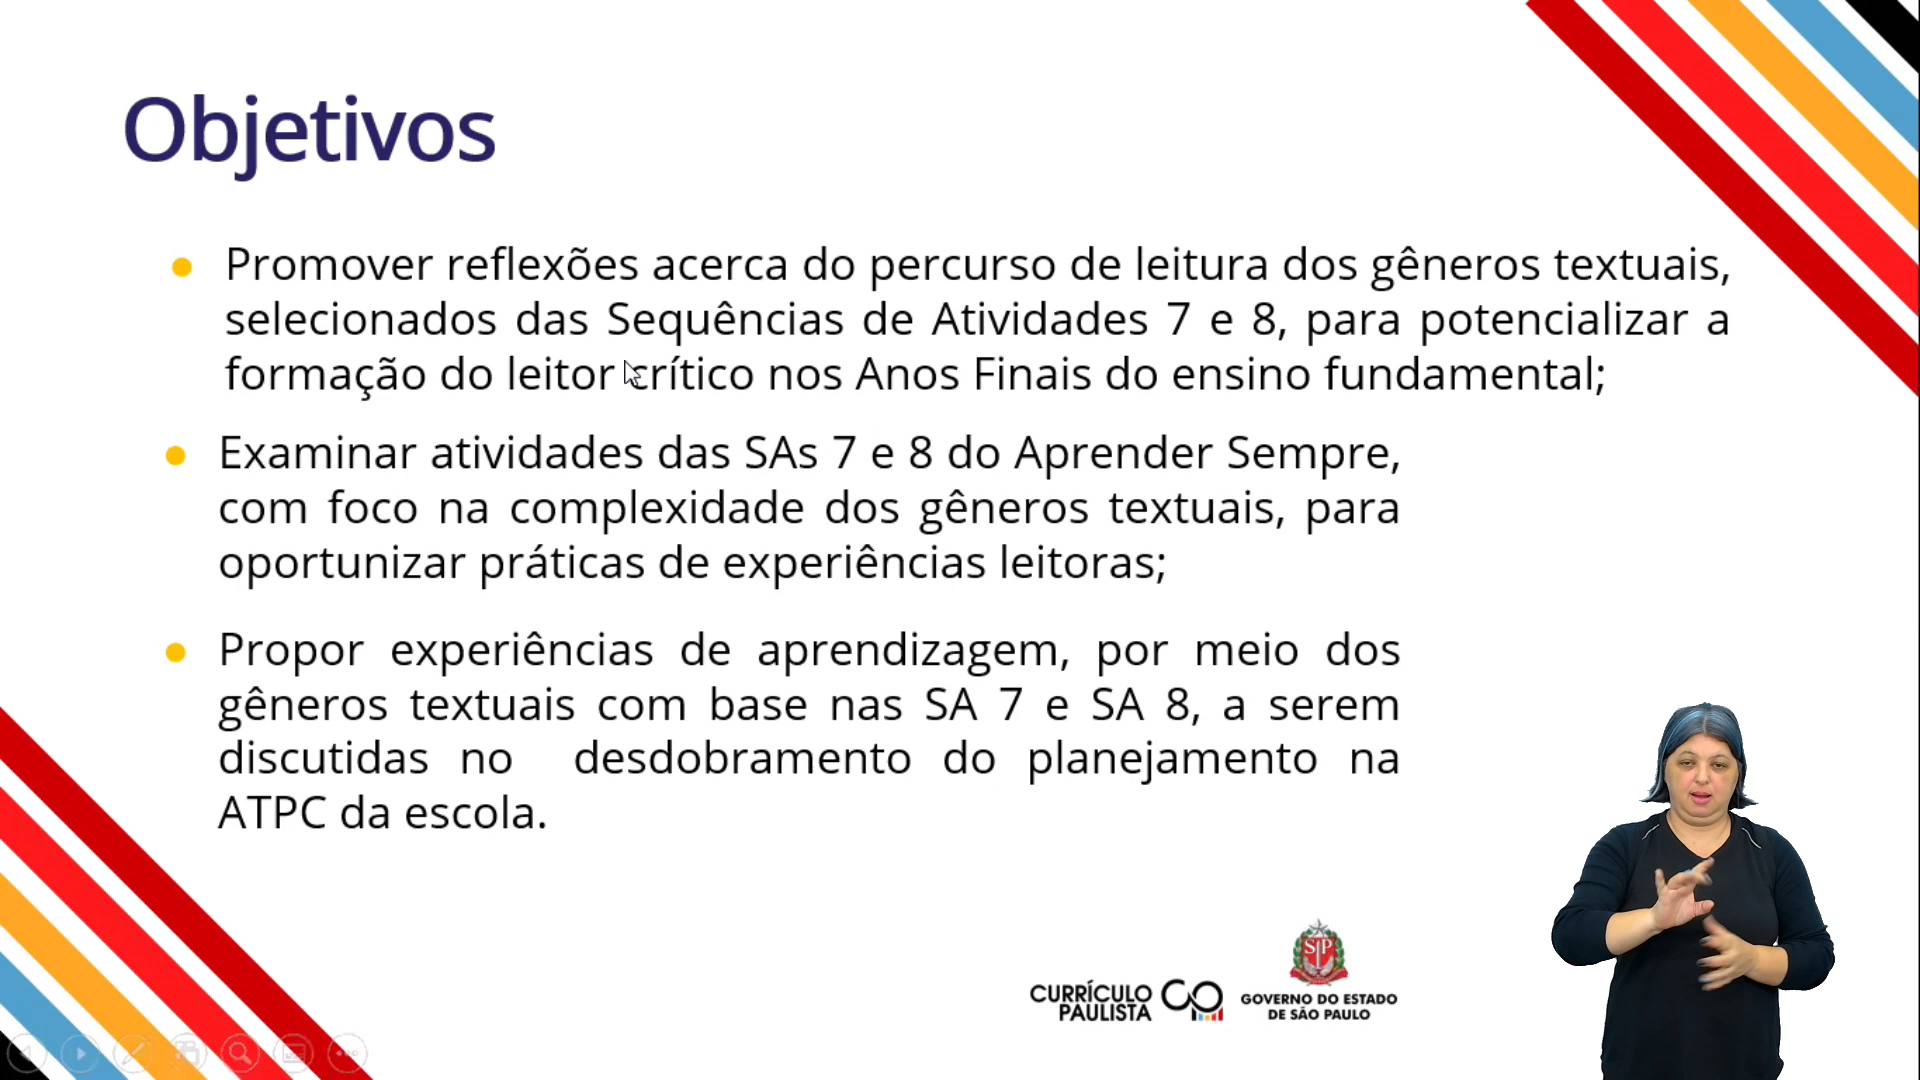 Objetivos
Promover reflexões acerca do percurso de leitura dos gêneros textuais,
selecionados das Sequências de Atividades 7 e 8, para potencializar a
formação do leitor crítico nos Anos Finais do ensino fundamental;
Examinar atividades das SAs 7 e 8 do Aprender Sempre,
com foco na complexidade dos gêneros textuais, para
oportunizar práticas de experiências leitoras;
Propor experiências de aprendizagem, por meio dos
gêneros textuais com base nas SA 7 e SA 8, a serem
discutidas no desdobramento do planejamento na
ATPC da escola.
CURRÍCULO
PAULISTA
SP
GOVERNO DO ESTADO
DE SÃO PAULO